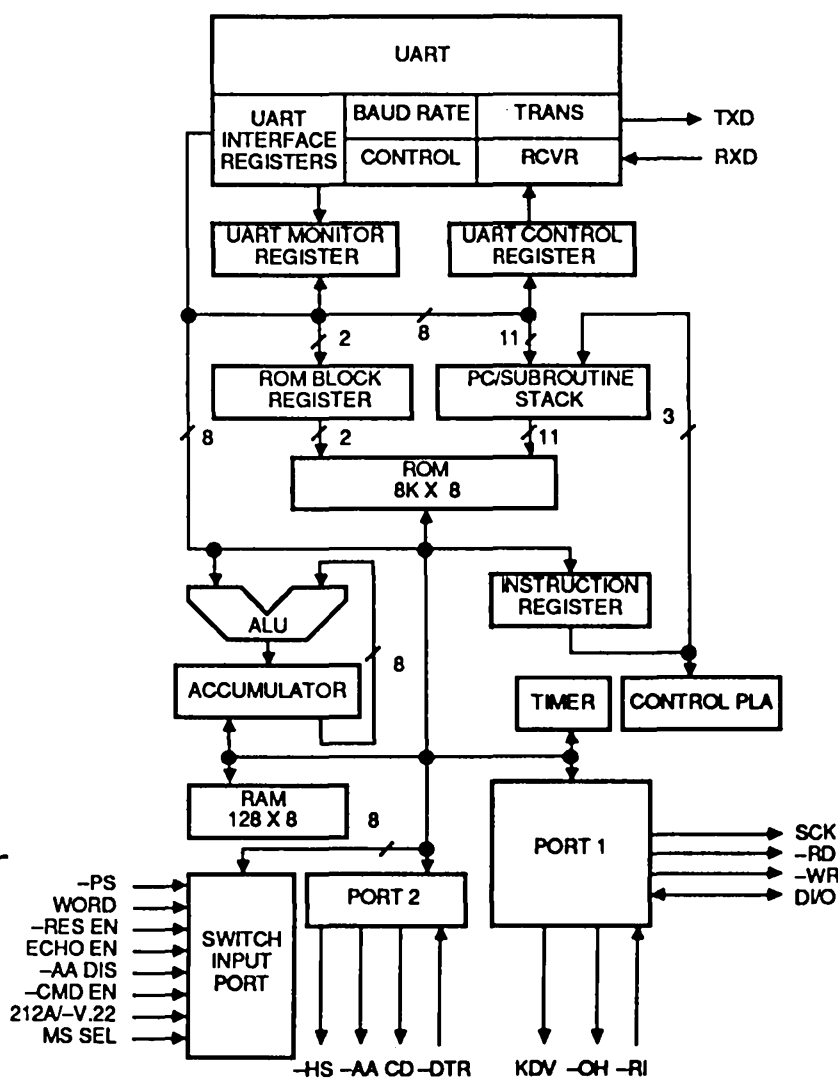 UART
UART
INTERFACE
REGISTERS
BAUD RATE
CONTROL
TRANS
RCVR
TXD
RXD
UART MONITOR
REGISTER
UART CONTROL
REGISTER
2
8
11
ROM BLOCK
REGISTER
PC/SUBROUTINE
STACK
3
8
2
11
ROM
8K X 8
ALU
INSTRUCTION
REGISTER
8
ACCUMULATOR
TIMER
CONTROL PLA
RAM
128 X 8
8
PORT 1
SCK
–RD
–WR
DI/O
–PS
WORD
–RES EN
ECHO EN
–AA DIS
–CMD EN
212A/–V.22
MS SEL
SWITCH
INPUT
PORT
PORT 2
–HS –AA CD –DTR
KDV –OH –RI